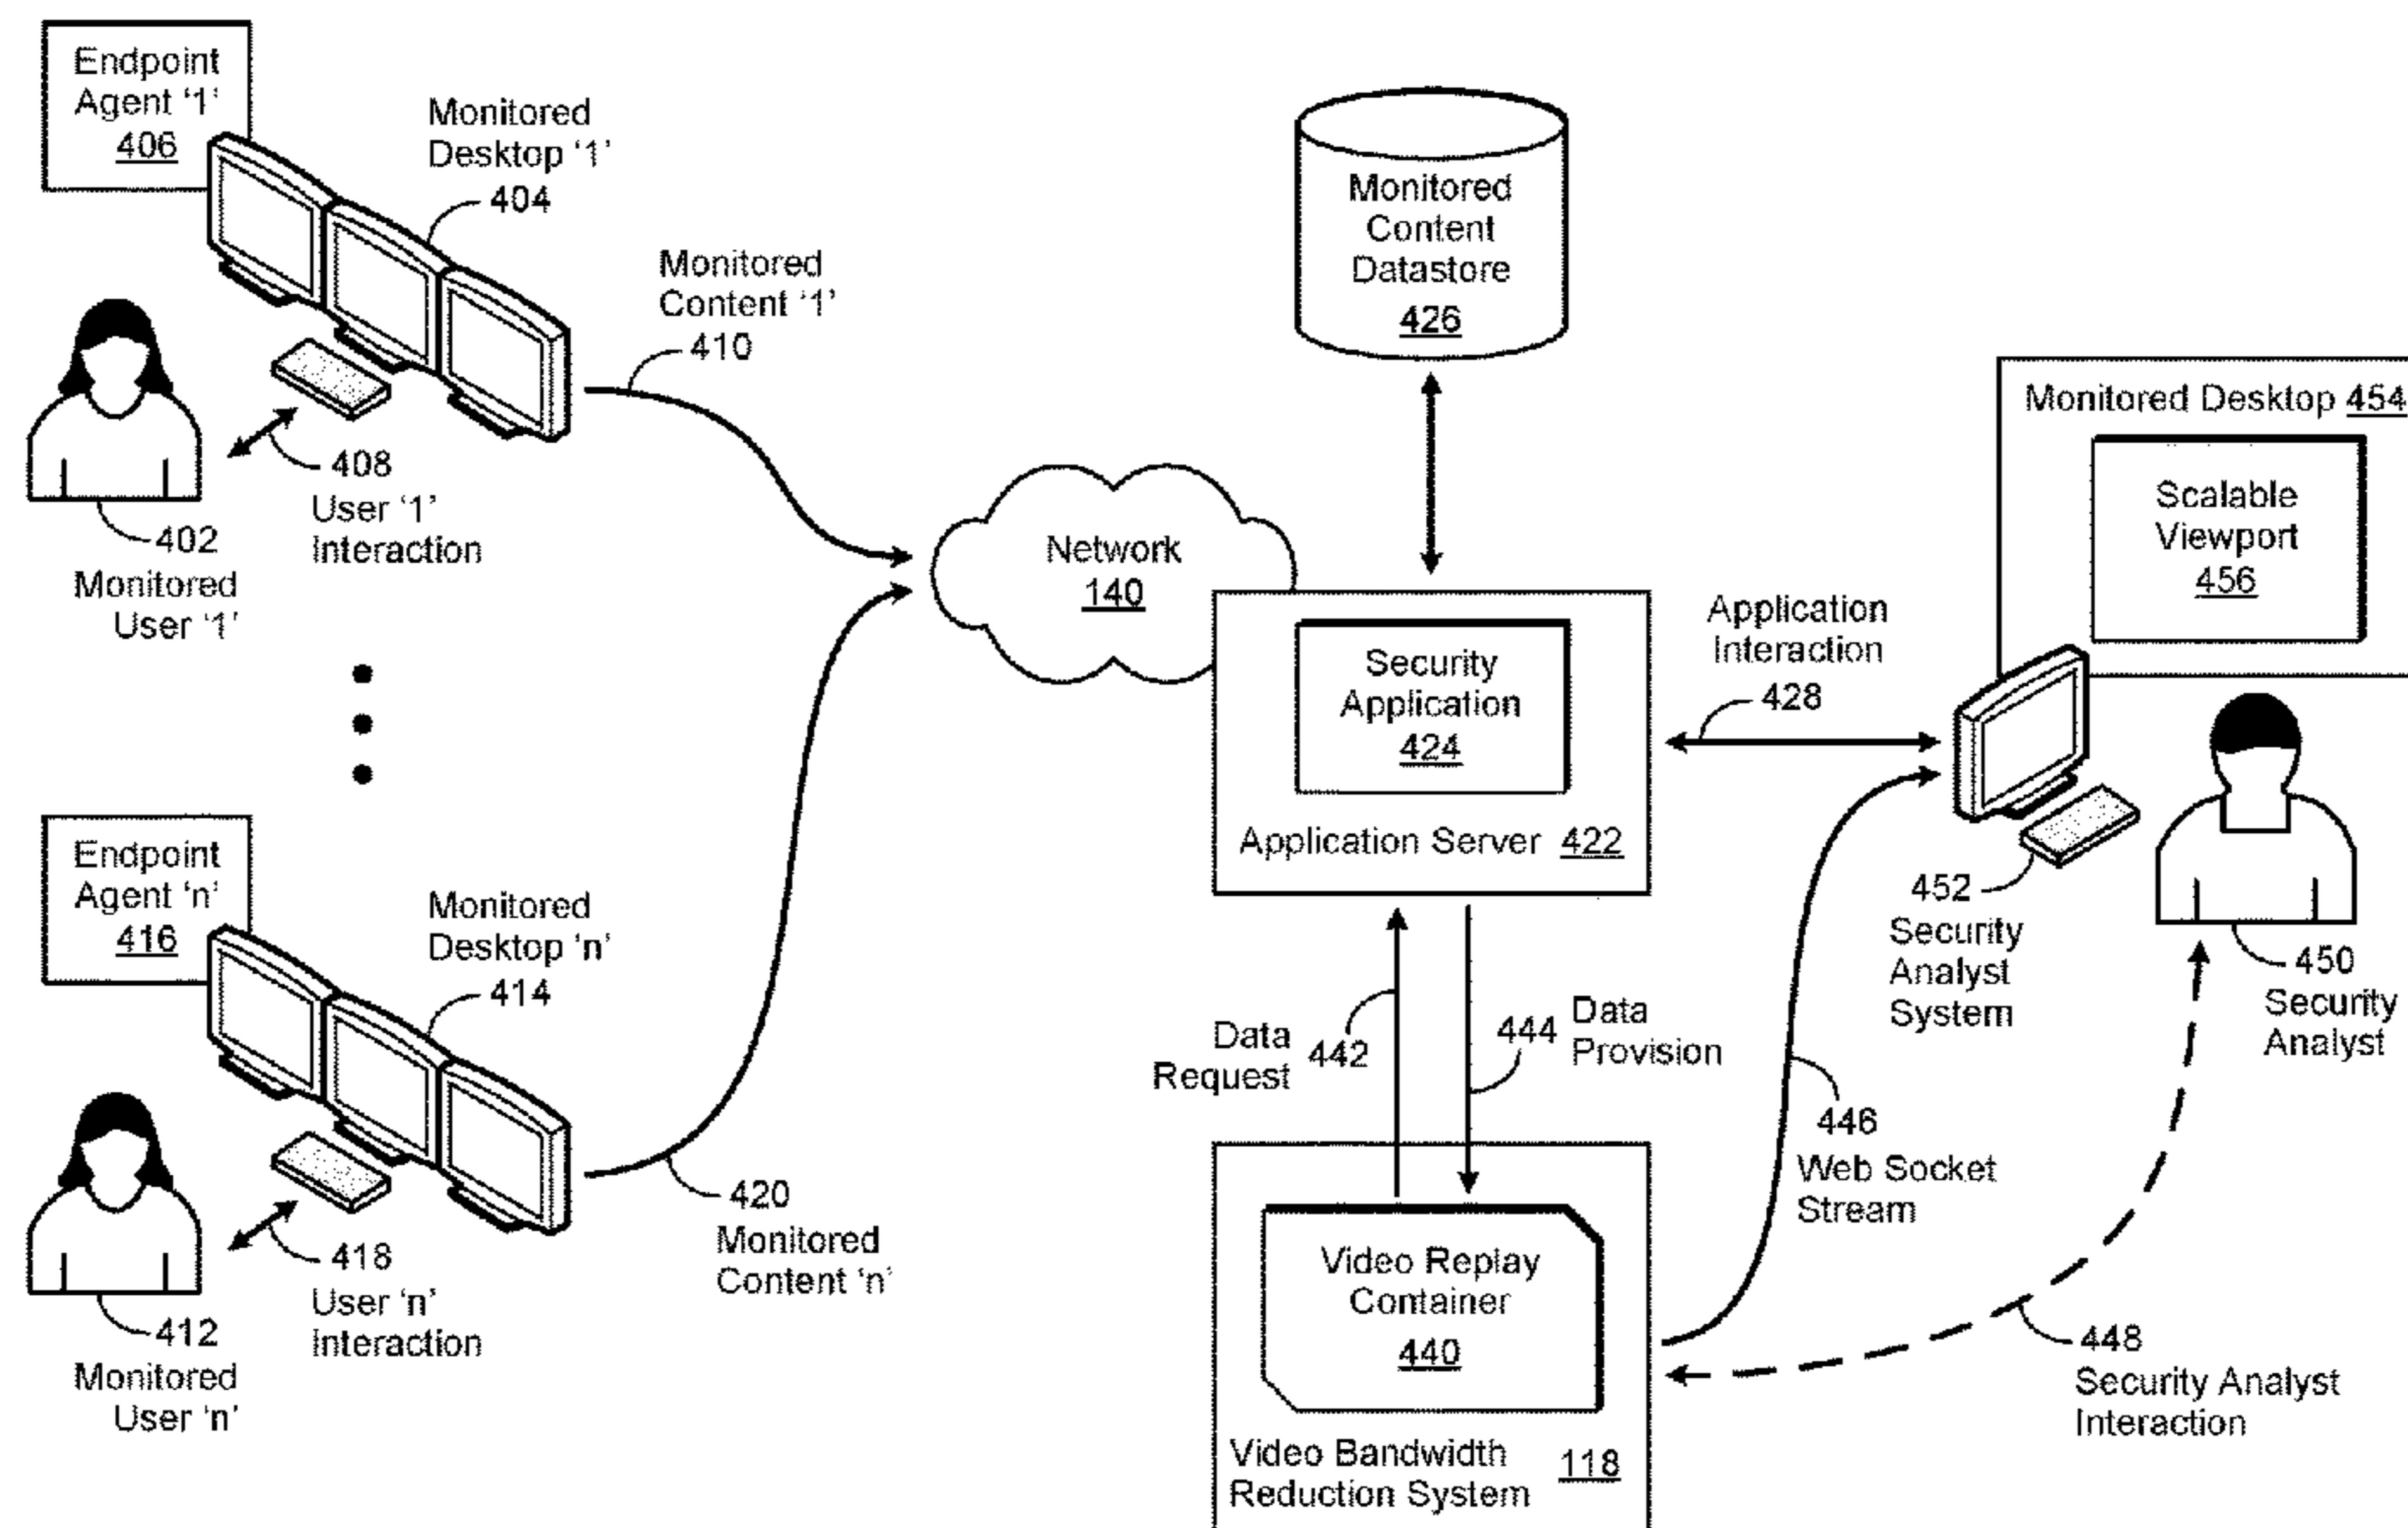 Endpoint
Agent ‘1’
406
Monitored
Desktop ‘1’
404
Monitored
Content ‘1’
410
408
User ‘1’
Interaction
402
Monitored
User ‘1’
Endpoint
Agent ‘n’
416
Monitored
Desktop ‘n’
414
420
Monitored
Content ‘n’
418
User ‘n’
Interaction
412
Monitored
User ‘n’
Monitored
Content
Datastore
426
Network
140
Security
Application
424
Application Server 422
Application
Interaction
428
Monitored Desktop 454
Scalable
Viewport
456
452
Security
Analyst
System
450
Security
Analyst
Data
Request
442
444
Data
Provision
446
Web Socket
Stream
Video Replay
Container
440
448
Security Analyst
Interaction
Video Bandwidth
Reduction System
118